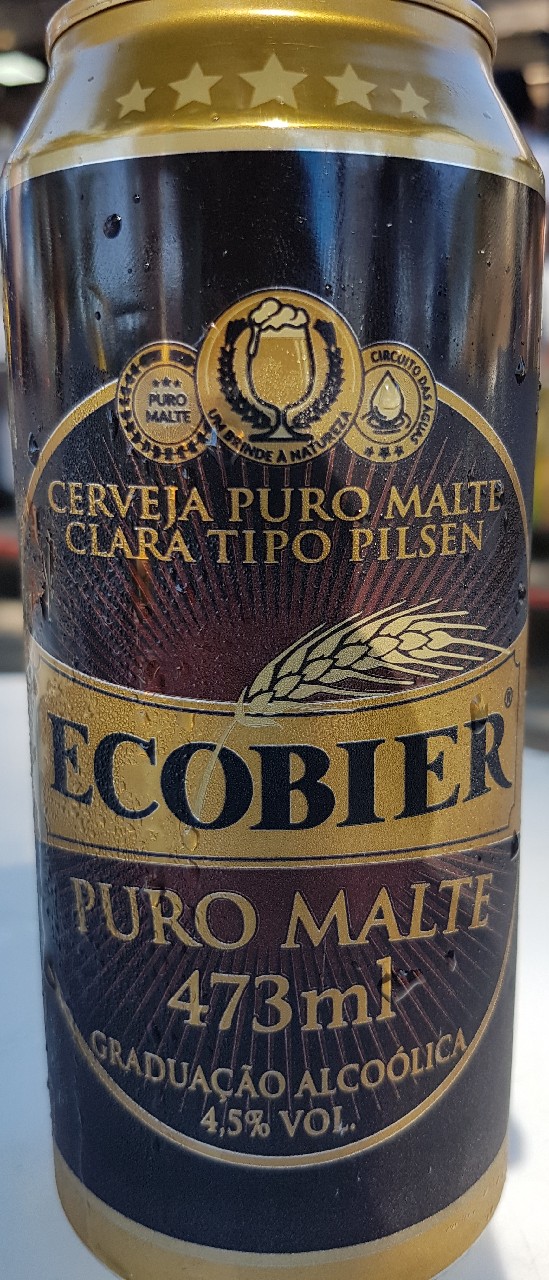 PURO
MALTE
UM BRINDE À NATUREZA
CIRCUITO DAS ÁGUAS
CERVEJA PURO MALTE
CLARA TIPO PILSEN
ECOBIER®
PURO MALTE
473ml
GRADUAÇÃO ALCOÓLICA
4,5% VOL.